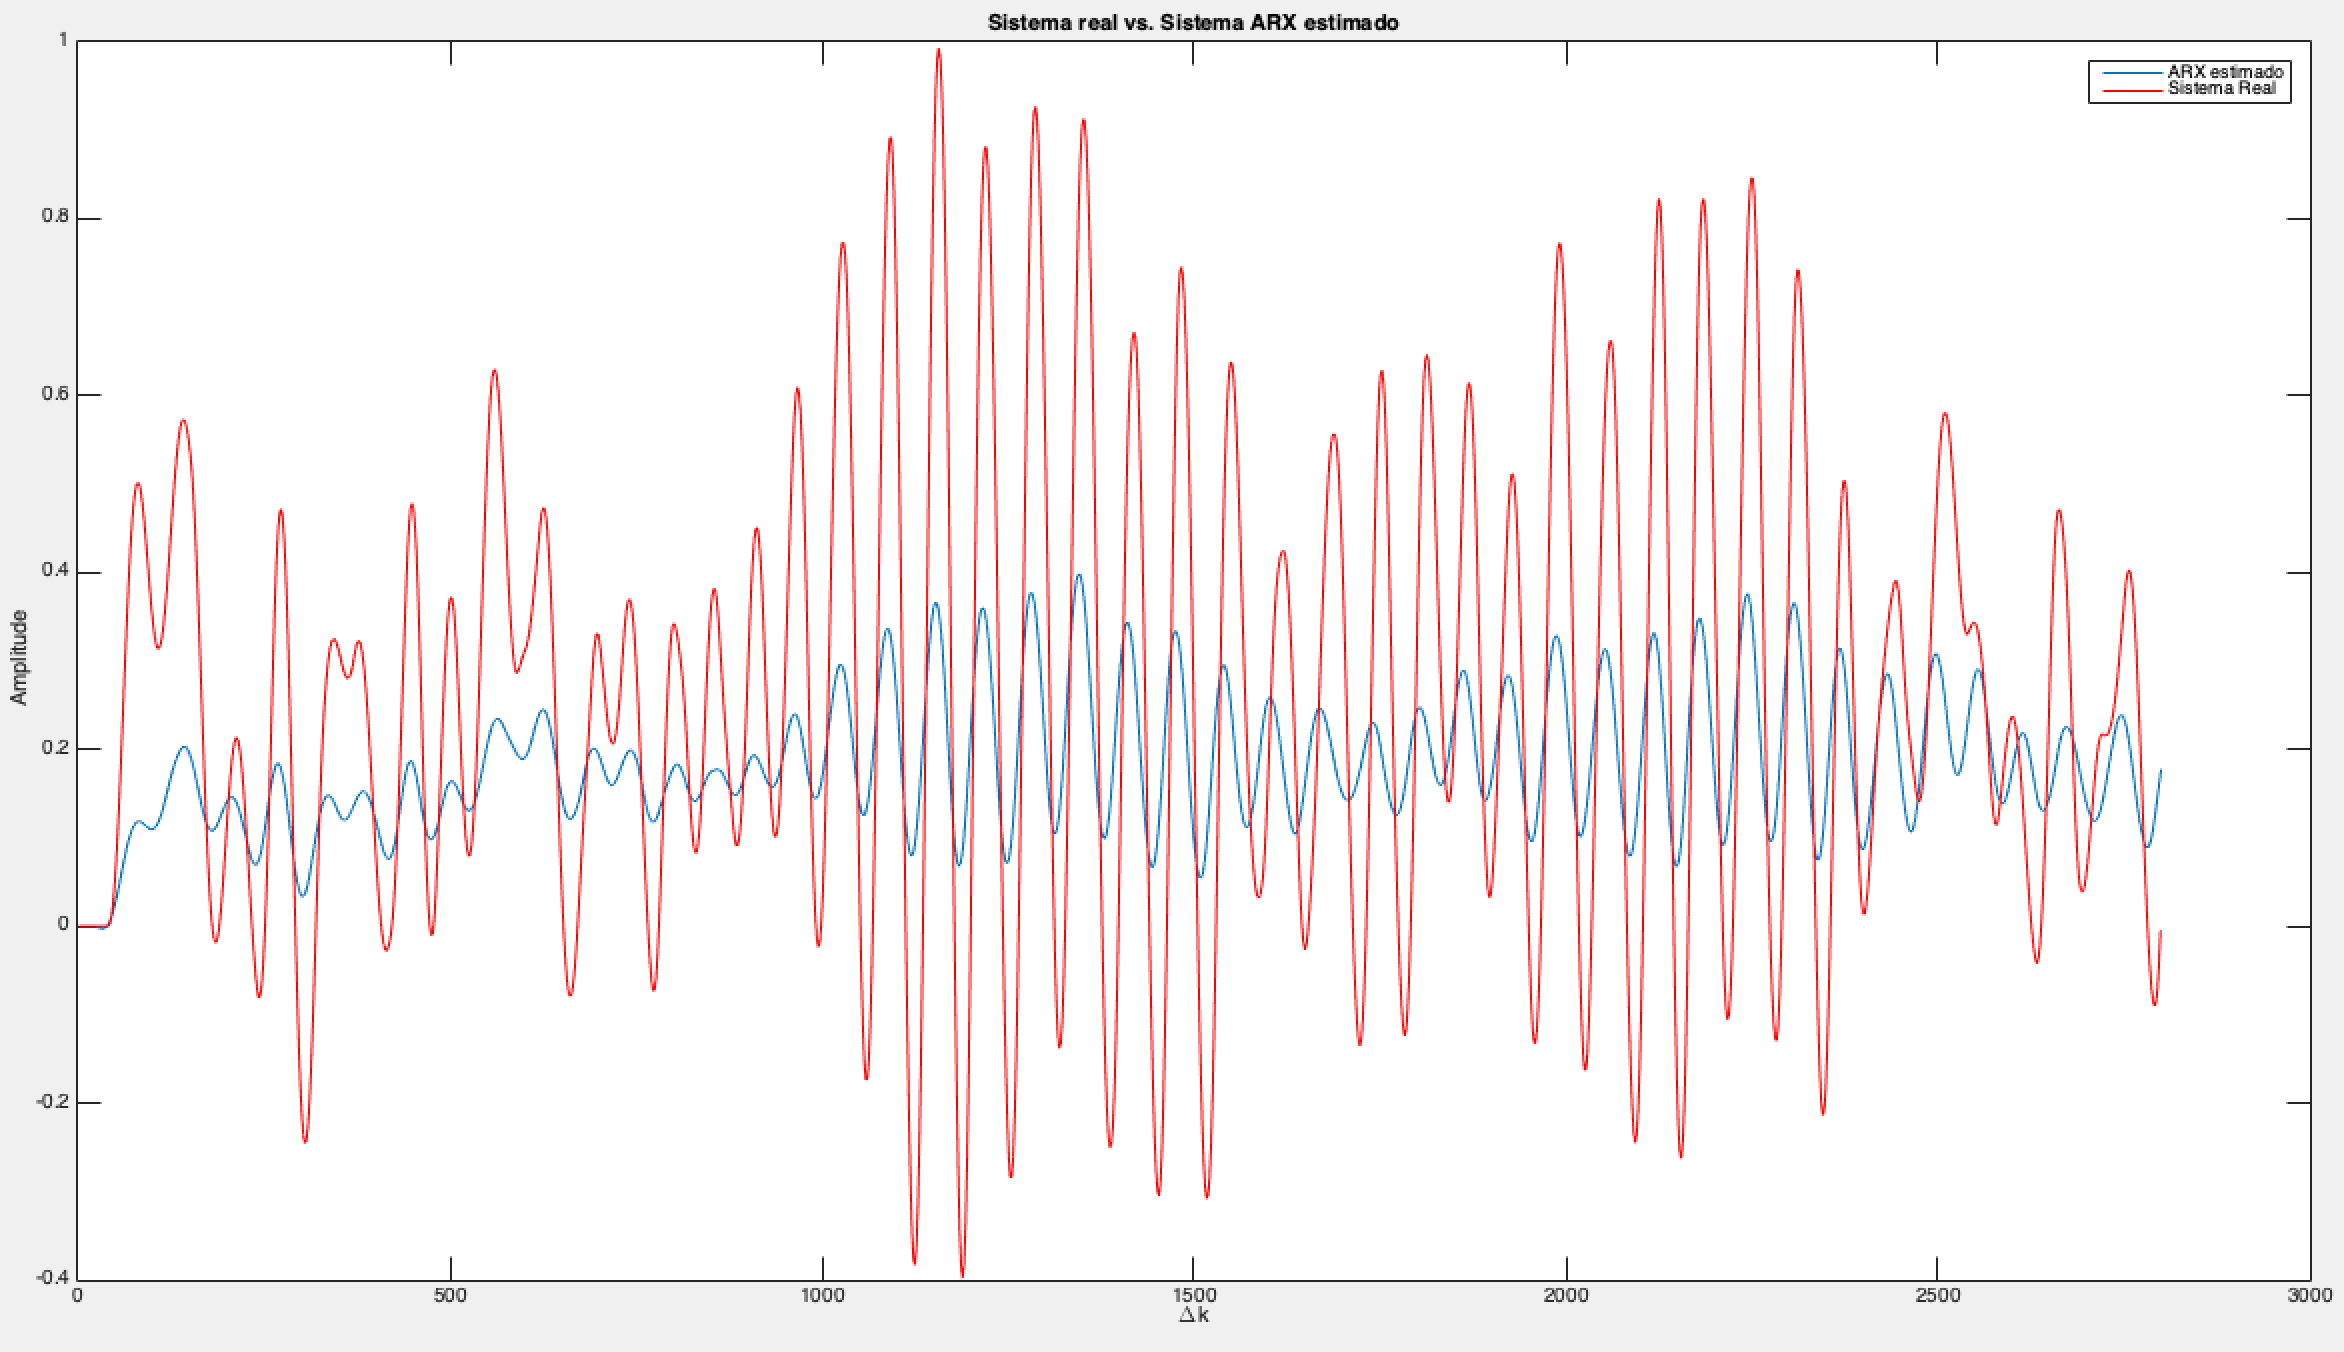 Sistema real vs. Sistema ARX estimado
ARX estimado
Sistema Real
1
0.8
0.6
0.4
0.2
0
-0.2
-0.4
Amplitude
0 500 1000 1500 2000 2500 3000
Δk